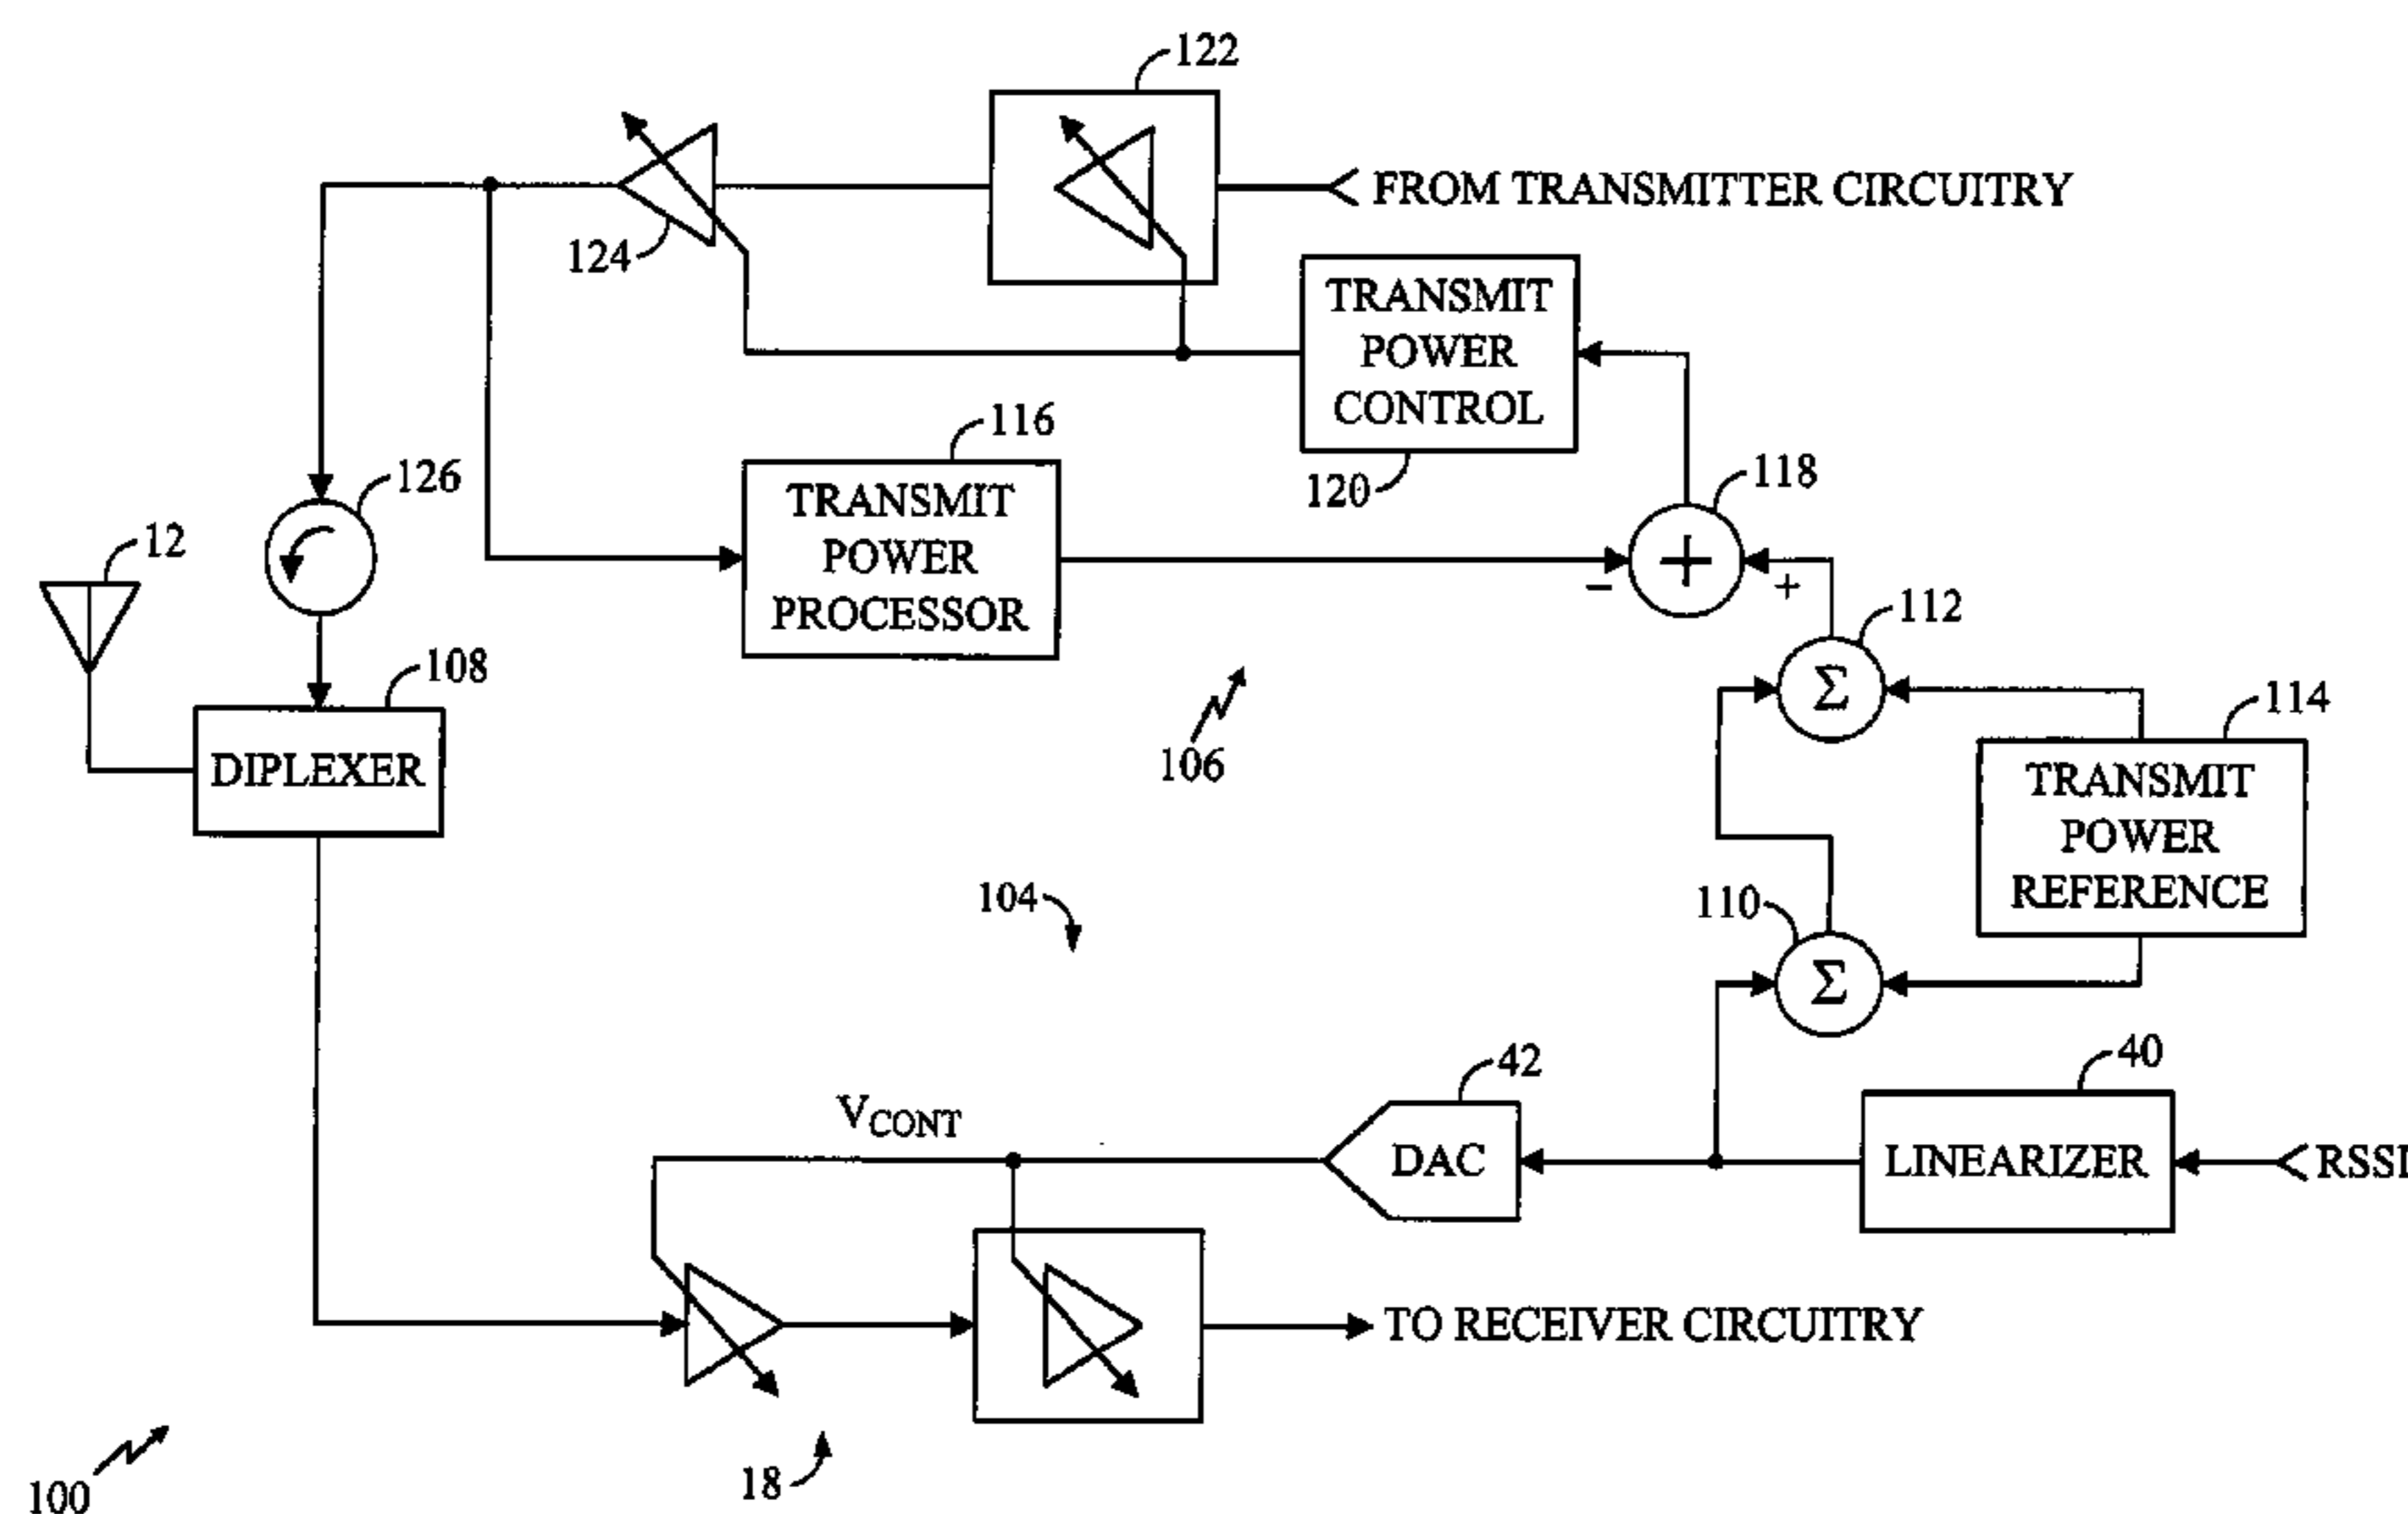 122
FROM TRANSMITTER CIRCUITRY
124
TRANSMIT
POWER
CONTROL
120
116
TRANSMIT
POWER
PROCESSOR
118
+
−
+
126
12
108
DIPLEXER
112
Σ
106
114
TRANSMIT
POWER
REFERENCE
104
110
Σ
42
40
VCONT
DAC
LINEARIZER
RSSI
TO RECEIVER CIRCUITRY
18
100